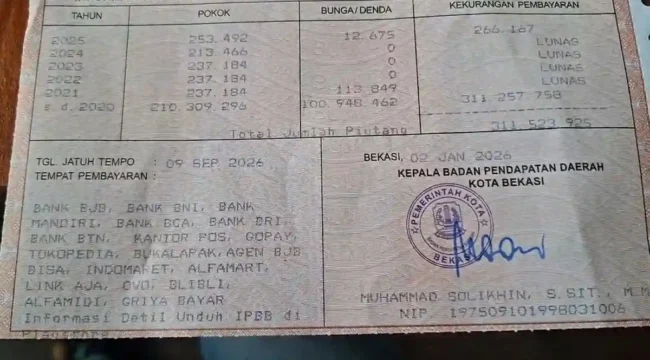 TAHUN POKOK BUNGA/DENDA KEKURANGAN PEMBAYARAN
2025 253.492 12.675 266.167
2024 213.466 0 LUNAS
2023 237.184 0 LUNAS
2022 237.184 0 LUNAS
2021 237.184 113.849 LUNAS
s.d. 2020 210.309.296 100.948.462 311.257.758
Total Jumlah Piutang 311.523.925
TGL. JATUH TEMPO : 09 SEP 2026
TEMPAT PEMBAYARAN :
BANK BJB, BANK BNI, BANK
MANDIRI, BANK BCA, BANK BRI,
BANK BTN, KANTOR POS, GOPAY,
TOKOPEDIA, BUKALAPAK,AGEN BJB
BISA, INDOMARET, ALFAMART,
LINK AJA, OVO, BLIBLI,
ALFAMIDI, GRIYA BAYAR
Informasi Detil Unduh IPBB di
BEKASI, 02 JAN 2026
KEPALA BADAN PENDAPATAN DAERAH
KOTA BEKASI
PEMERINTAH KOTA
BEKASI
MUHAMMAD SOLIKHIN, S.SIT., M.M
NIP 197509101998031006